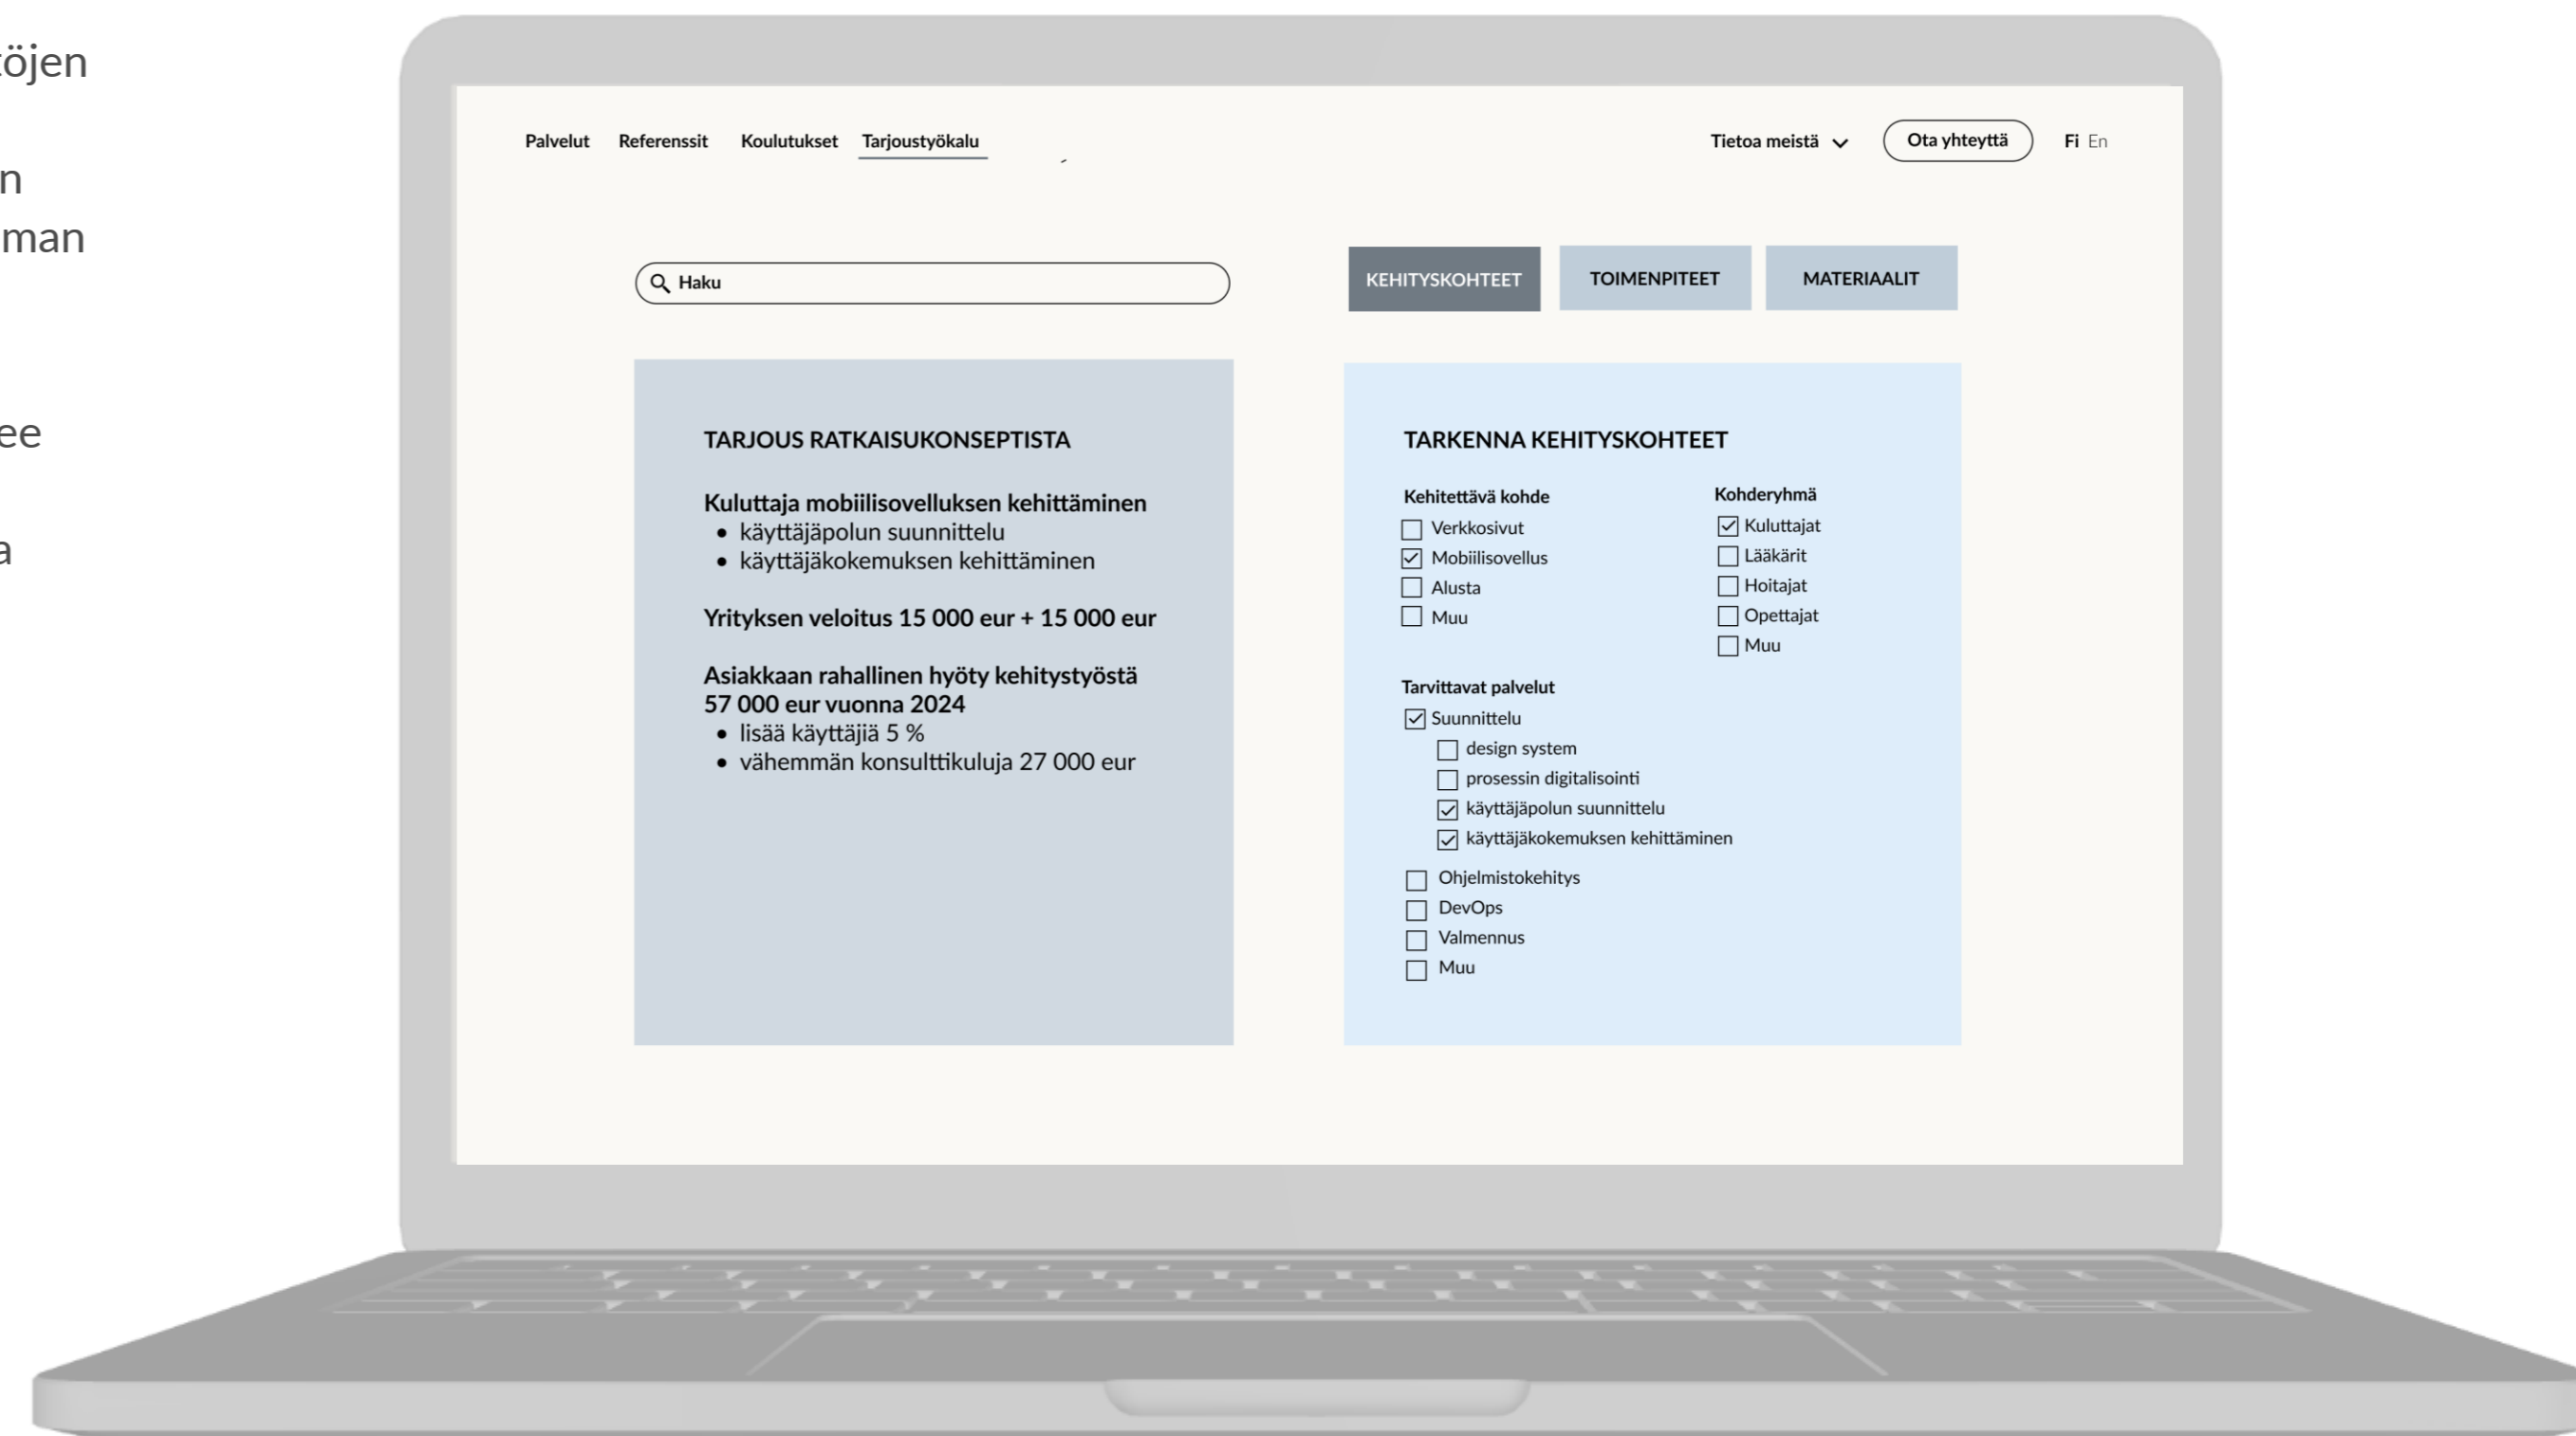 töjen
n
man
ee
a
Palvelut Referenssit Koulutukset Tarjoustyökalu Tietoa meistä Ota yhteyttä Fi En
Haku
KEHITYSKOHTEET TOIMENPITEET MATERIAALIT
TARJOUS RATKAISUKONSEPTISTA
Kuluttaja mobiilisovelluksen kehittäminen
• käyttäjäpolun suunnittelu
• käyttäjäkokemuksen kehittäminen
Yrityksen veloitus 15 000 eur + 15 000 eur
Asiakkaan rahallinen hyöty kehitystyöstä
57 000 eur vuonna 2024
• lisää käyttäjiä 5 %
• vähemmän konsulttikuluja 27 000 eur
TARKENNA KEHITYSKOHTEET
Kehitettävä kohde
Verkkosivut
Mobiilisovellus
Alusta
Muu
Kohderyhmä
Kuluttajat
Lääkärit
Hoitajat
Opettajat
Muu
Tarvittavat palvelut
Suunnittelu
design system
prosessin digitalisointi
käyttäjäpolun suunnittelu
käyttäjäkokemuksen kehittäminen
Ohjelmistokehitys
DevOps
Valmennus
Muu